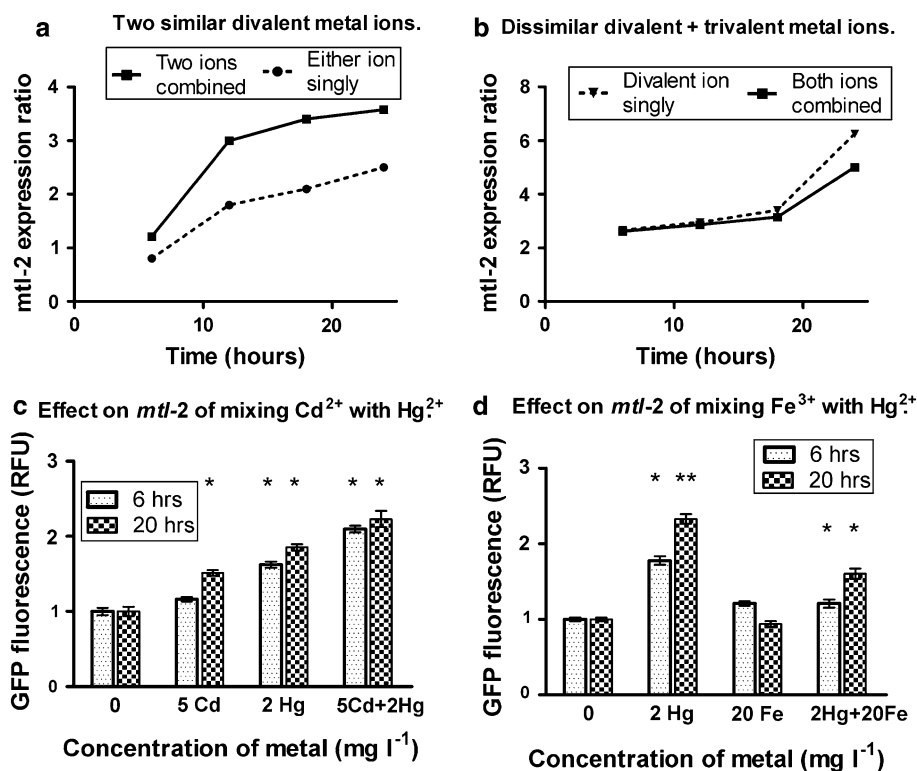 a Two similar divalent metal ions.
Two ions combined
Either ion singly
mtl-2 expression ratio
4
3
2
1
0
0 10 20
Time (hours)
b Dissimilar divalent + trivalent metal ions.
Divalent ion singly
Both ions combined
mtl-2 expression ratio
8
6
4
2
0
0 10 20
Time (hours)
c Effect on mtl-2 of mixing Cd²⁺ with Hg²⁺.
6 hrs
20 hrs
GFP fluorescence (RFU)
3
2
1
0
* * * * *
0 5 Cd 2 Hg 5Cd+2Hg
Concentration of metal (mg l⁻¹)
d Effect on mtl-2 of mixing Fe³⁺ with Hg²⁺.
6 hrs
20 hrs
GFP fluorescence (RFU)
3
2
1
0
* ** * *
0 2 Hg 20 Fe 2Hg+20Fe
Concentration of metal (mg l⁻¹)